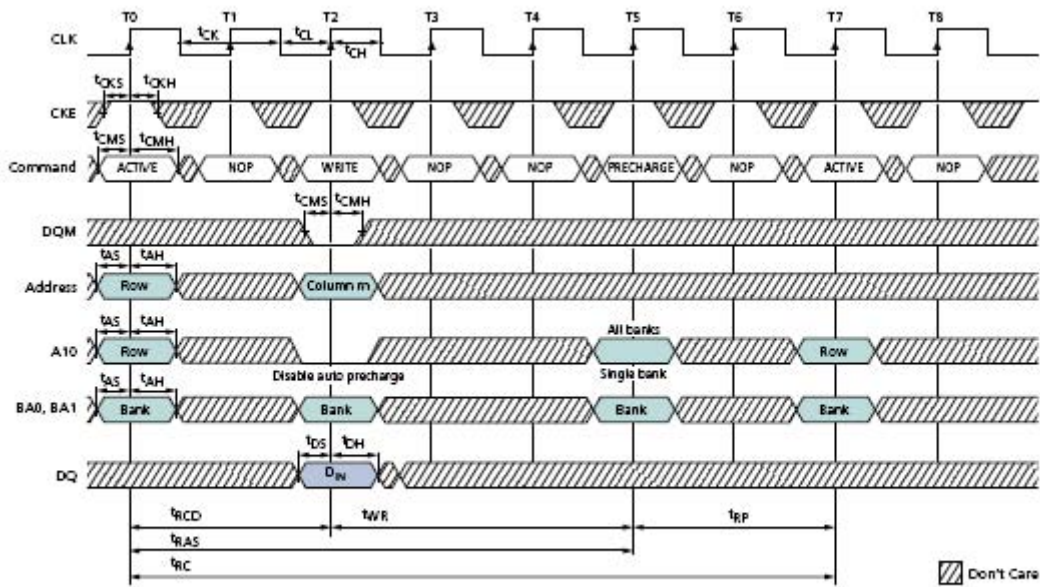 T0 T1 T2 T3 T4 T5 T6 T7 T8
CLK
tCK tCL tCH
tCKS tCKH
CKE
tCMS tCMH
Command ACTIVE NOP WRITE NOP NOP PRECHARGE NOP ACTIVE NOP
tCMS tCMH
DQM
tAS tAH
Address Row Column m
tAS tAH All banks
A10 Row Row
Disable auto precharge Single bank
tAS tAH
BA0, BA1 Bank Bank Bank Bank
tDS tDH
DQ DIN
tRCD tWR tRP
tRAS
tRC
Don't Care